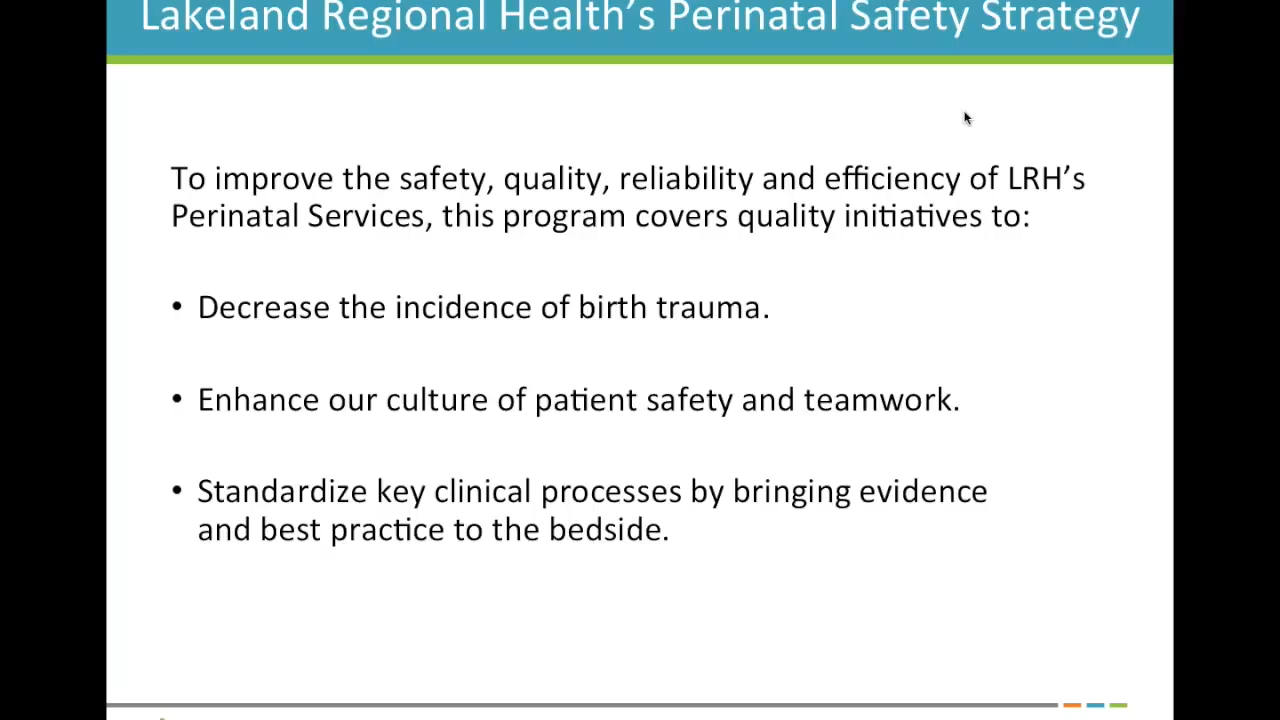 Lakeland Regional Health’s Perinatal Safety Strategy
To improve the safety, quality, reliability and efficiency of LRH’s
Perinatal Services, this program covers quality initiatives to:
• Decrease the incidence of birth trauma.
• Enhance our culture of patient safety and teamwork.
• Standardize key clinical processes by bringing evidence
and best practice to the bedside.